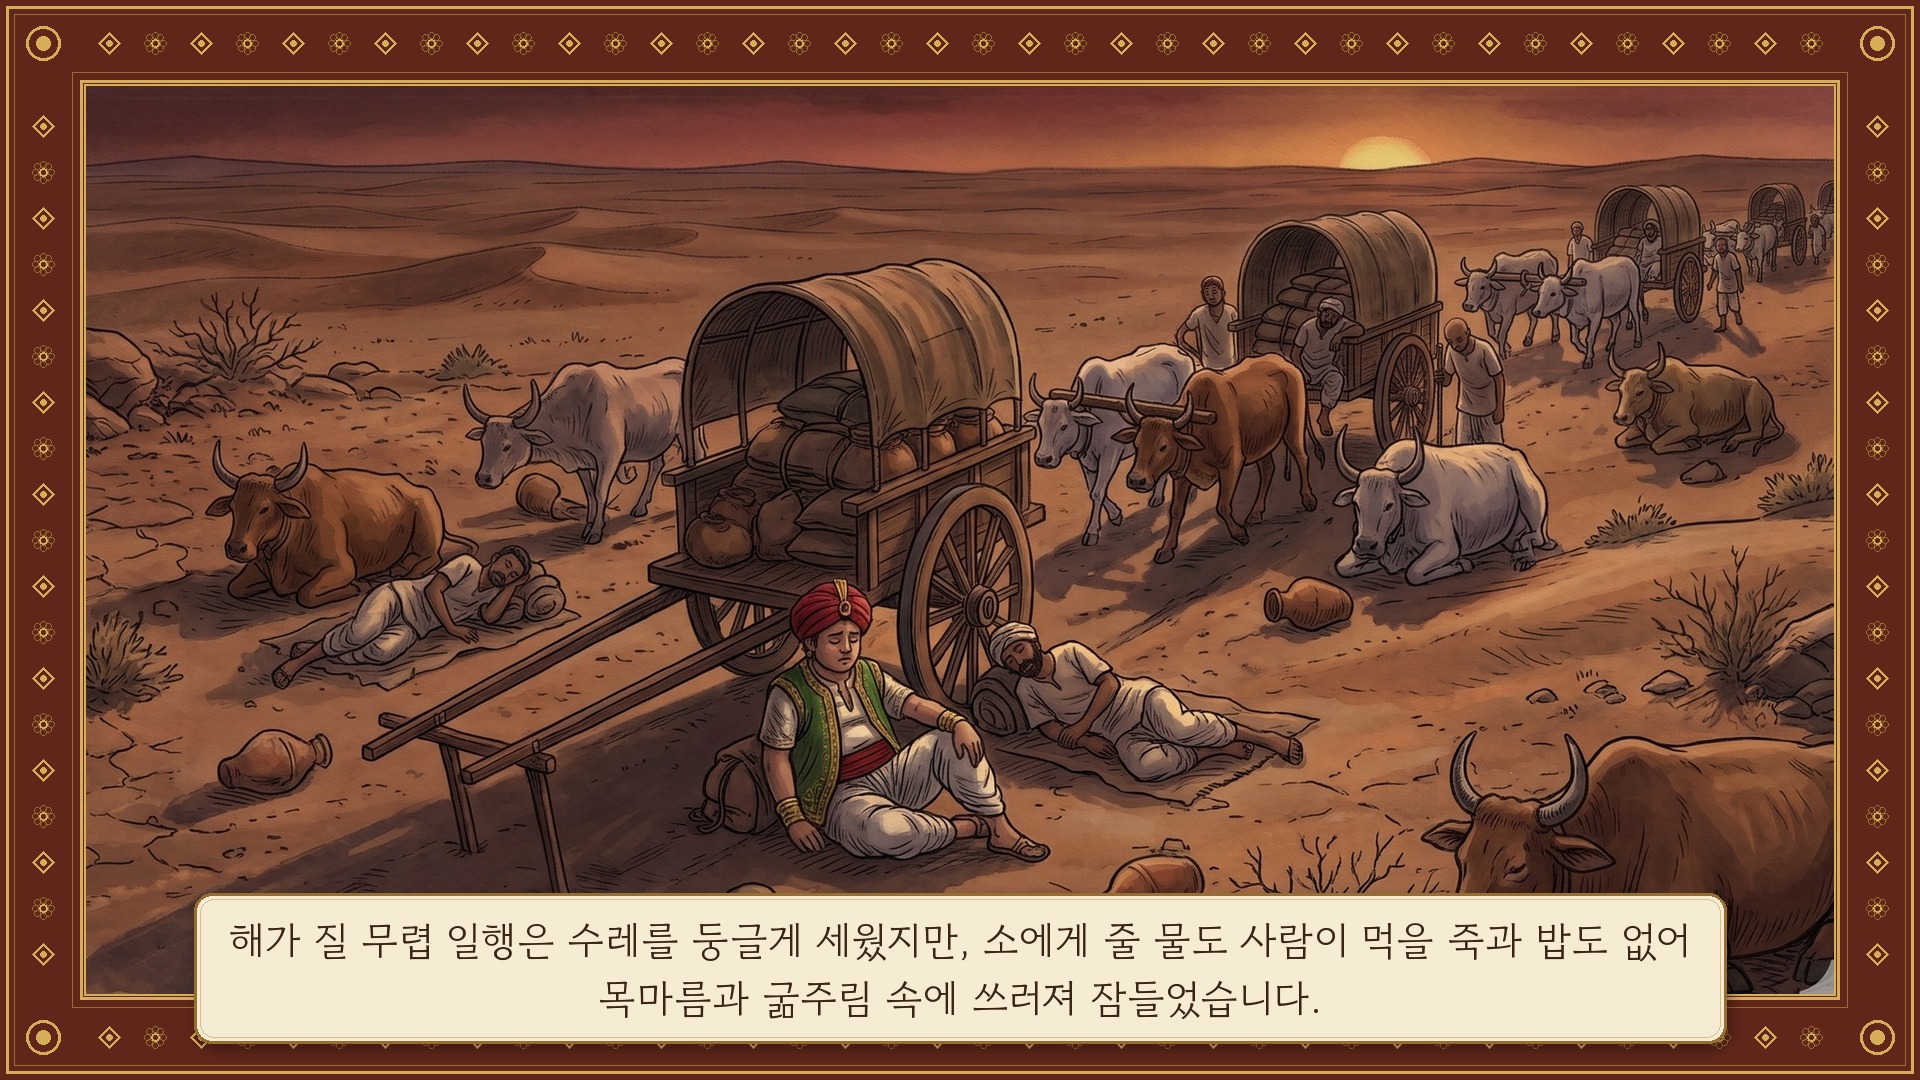 해가 질 무렵 일행은 수레를 둥글게 세웠지만, 소에게 줄 물도 사람이 먹을 죽과 밥도 없어
목마름과 굶주림 속에 쓰러져 잠들었습니다.